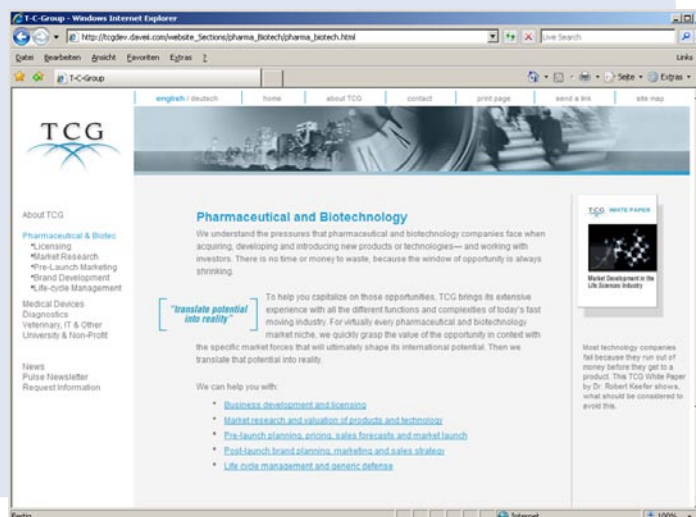 T-C-Group - Windows Internet Explorer
http://tcgdev.daveii.com/website_Sections/pharma_Biotech/pharma_biotech.html
Live Search
Datei Bearbeiten Ansicht Favoriten Extras ?
Links
T-C-Group
Seite Extras
english / deutsch home about TCG contact print page send a link site map
TCG
About TCG
Pharmaceutical & Biotec
*Licensing
*Market Research
*Pre-Launch Marketing
*Brand Development
*Life-cycle Management
Medical Devices
Diagnostics
Veterinary, IT & Other
University & Non-Profit
News
Pulse Newsletter
Request Information
Pharmaceutical and Biotechnology
We understand the pressures that pharmaceutical and biotechnology companies face when
acquiring, developing and introducing new products or technologies— and working with
investors. There is no time or money to waste, because the window of opportunity is always
shrinking.
"translate potential
into reality"
To help you capitalize on those opportunities, TCG brings its extensive
experience with all the different functions and complexities of today's fast
moving industry. For virtually every pharmaceutical and biotechnology
market niche, we quickly grasp the value of the opportunity in context with
the specific market forces that will ultimately shape its international potential. Then we
translate that potential into reality.
We can help you with:
* Business development and licensing
* Market research and valuation of products and technology
* Pre-launch planning, pricing, sales forecasts and market launch
* Post-launch brand planning, marketing and sales strategy
* Life cycle management and generic defense
TCG WHITE PAPER
Market Development in the
Life Sciences Industry
Most technology companies
fail because they run out of
money before they get to a
product. This TCG White Paper
by Dr. Robert Keefer shows,
what should be considered to
avoid this.
Fertig
Internet
100%